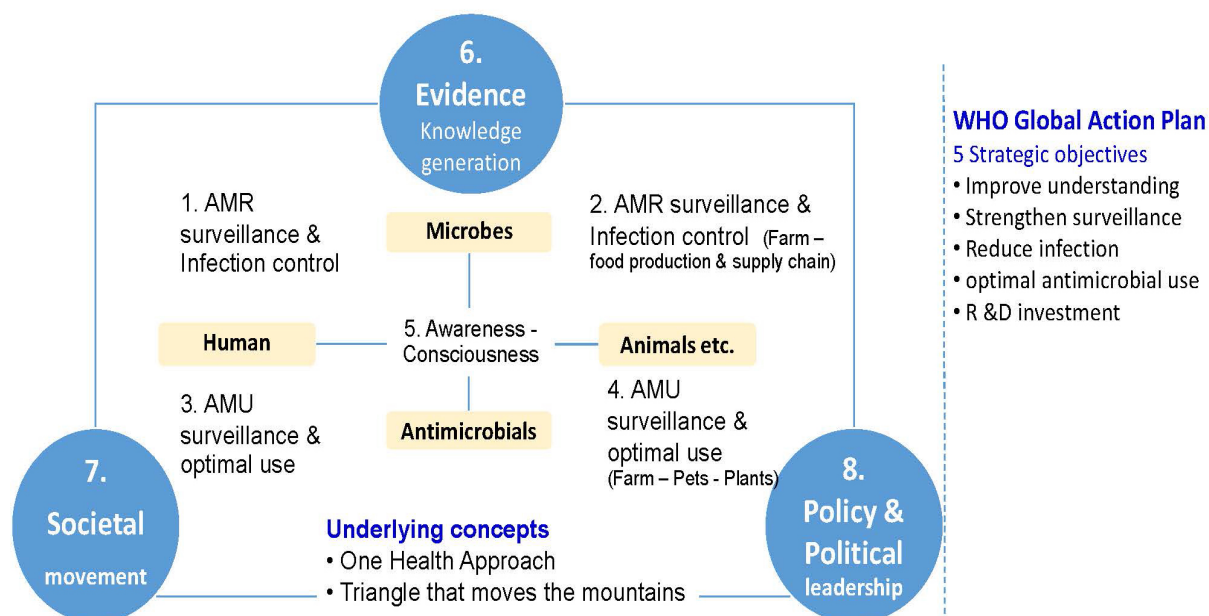 6.
Evidence
Knowledge
generation
1. AMR
surveillance &
Infection control
Microbes
2. AMR surveillance &
Infection control (Farm –
food production & supply chain)
Human
5. Awareness -
Consciousness
Animals etc.
3. AMU
surveillance &
optimal use
Antimicrobials
4. AMU
surveillance &
optimal use
(Farm – Pets - Plants)
7.
Societal
movement
Underlying concepts
• One Health Approach
• Triangle that moves the mountains
8.
Policy &
Political
leadership
WHO Global Action Plan
5 Strategic objectives
• Improve understanding
• Strengthen surveillance
• Reduce infection
• optimal antimicrobial use
• R &D investment